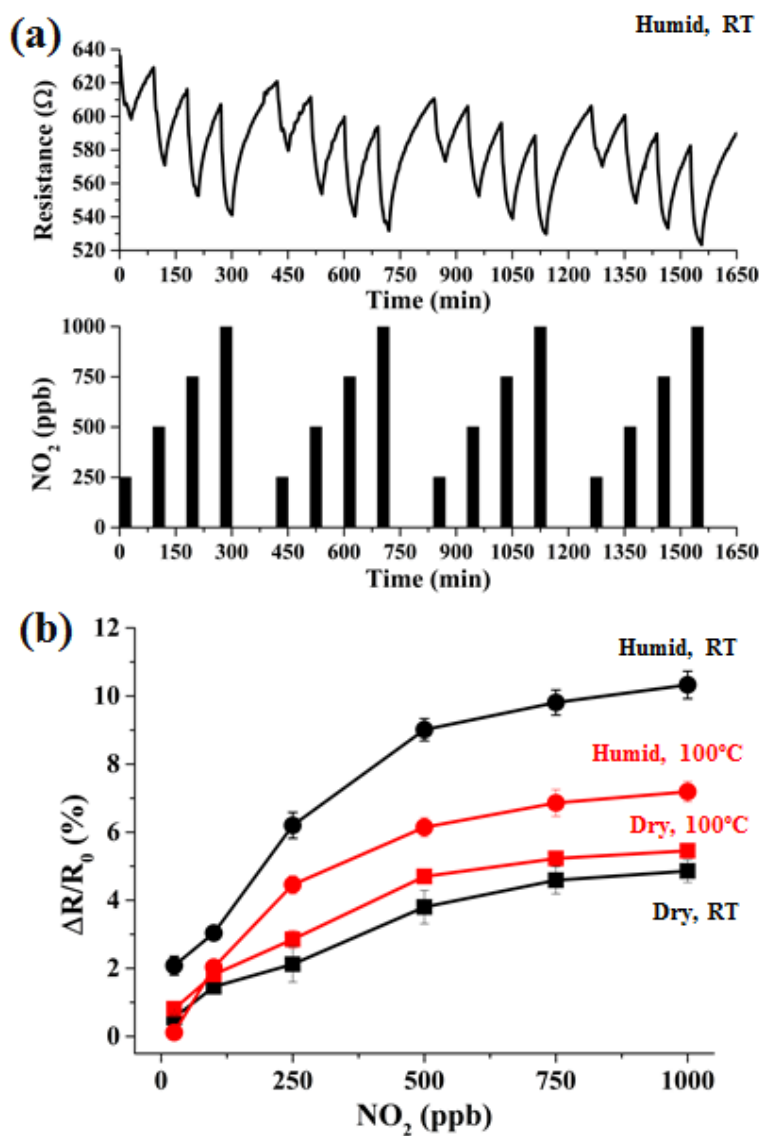 (a)
Humid, RT
Resistance (Ω)
640
620
600
580
560
540
520
0 150 300 450 600 750 900 1050 1200 1350 1500 1650
Time (min)
NO₂ (ppb)
1000
750
500
250
0
0 150 300 450 600 750 900 1050 1200 1350 1500 1650
Time (min)
(b)
ΔR/R₀ (%)
12
10
8
6
4
2
0
Humid, RT
Humid, 100°C
Dry, 100°C
Dry, RT
0 250 500 750 1000
NO₂ (ppb)